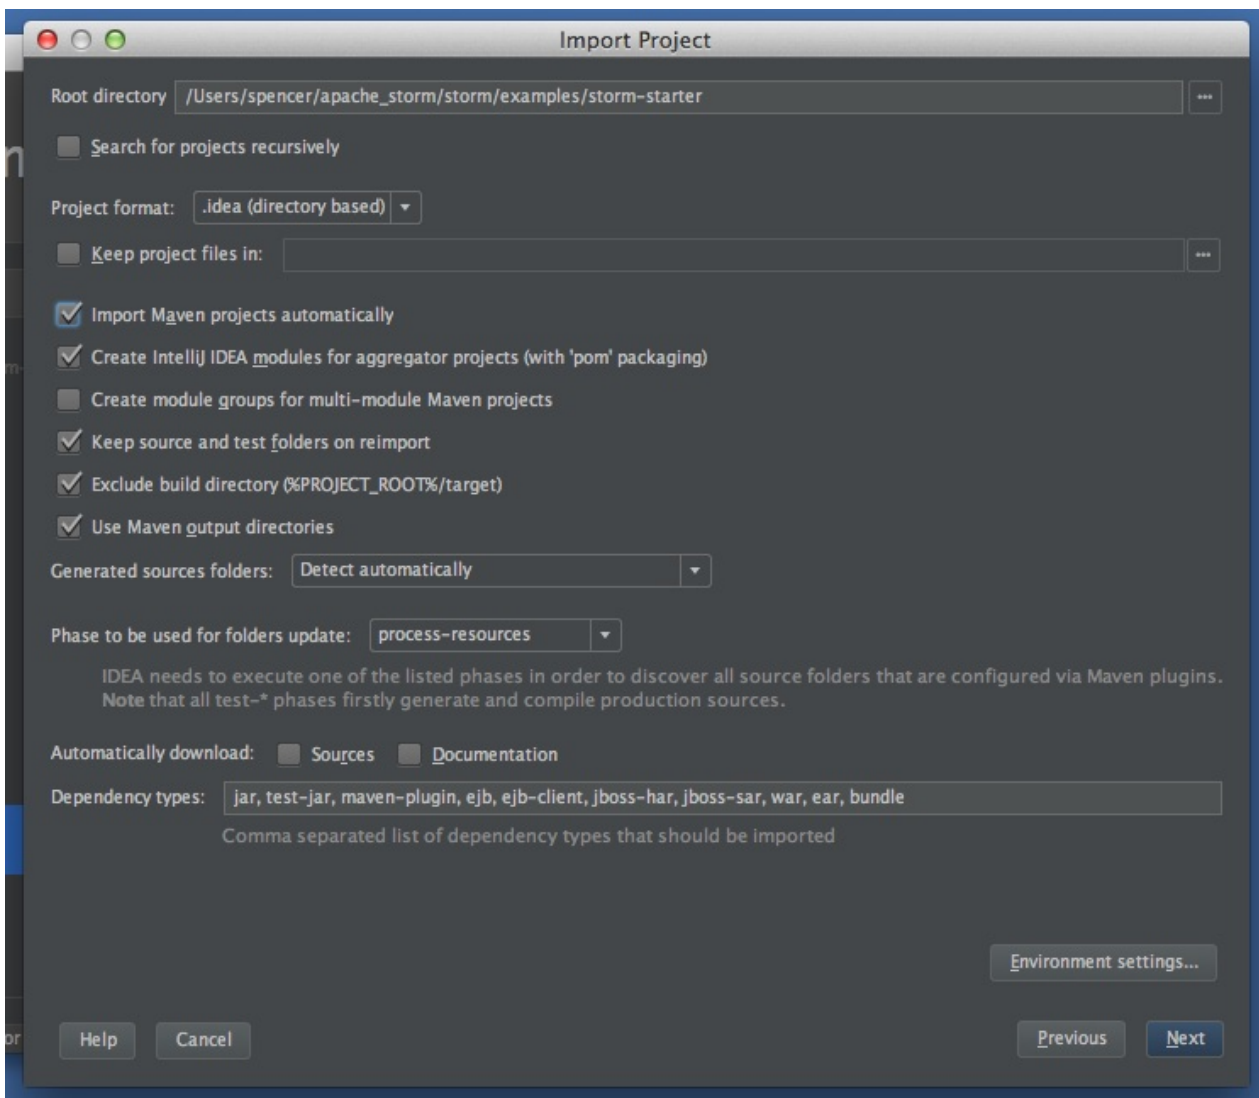 Import Project
Root directory /Users/spencer/apache_storm/storm/examples/storm-starter ...
Search for projects recursively
Project format: .idea (directory based)
Keep project files in: ...
Import Maven projects automatically
Create IntelliJ IDEA modules for aggregator projects (with 'pom' packaging)
Create module groups for multi-module Maven projects
Keep source and test folders on reimport
Exclude build directory (%PROJECT_ROOT%/target)
Use Maven output directories
Generated sources folders: Detect automatically
Phase to be used for folders update: process-resources
IDEA needs to execute one of the listed phases in order to discover all source folders that are configured via Maven plugins.
Note that all test-* phases firstly generate and compile production sources.
Automatically download: Sources Documentation
Dependency types: jar, test-jar, maven-plugin, ejb, ejb-client, jboss-har, jboss-sar, war, ear, bundle
Comma separated list of dependency types that should be imported
Environment settings...
Help Cancel Previous Next